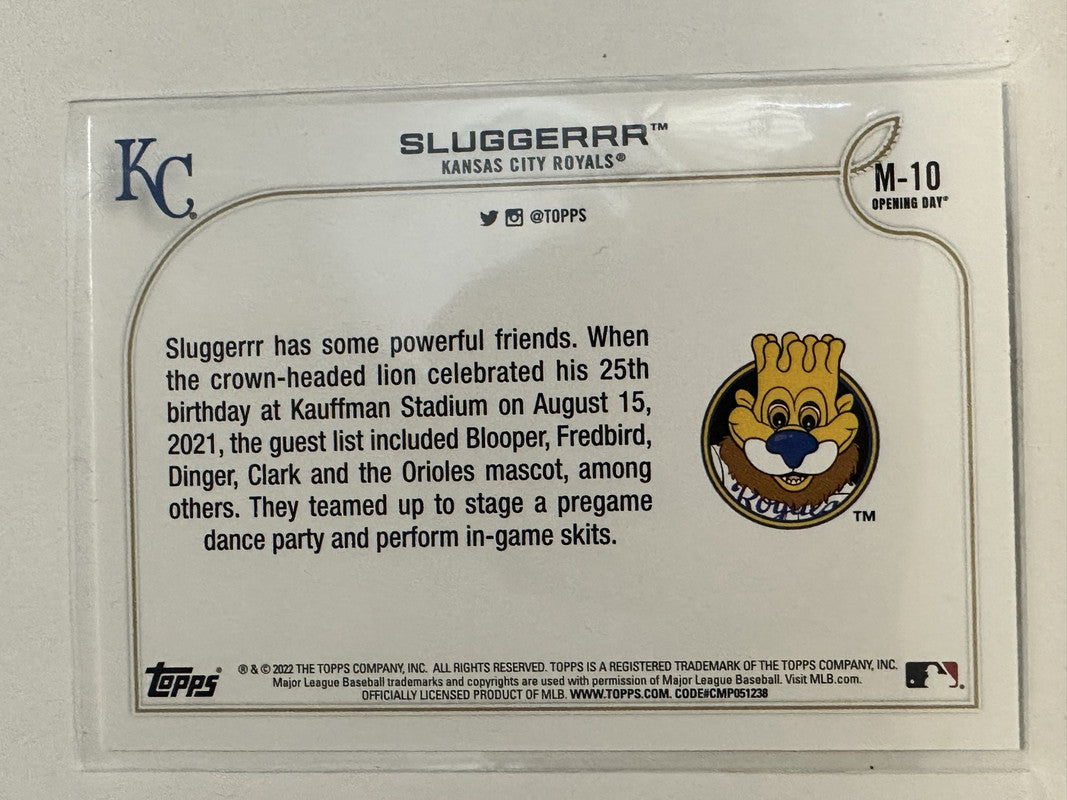 KC
SLUGGERRR™
KANSAS CITY ROYALS®
M-10
OPENING DAY®
@TOPPS
Sluggerrr has some powerful friends. When
the crown-headed lion celebrated his 25th
birthday at Kauffman Stadium on August 15,
2021, the guest list included Blooper, Fredbird,
Dinger, Clark and the Orioles mascot, among
others. They teamed up to stage a pregame
dance party and perform in-game skits.
Royals
TM
Topps®
® & © 2022 THE TOPPS COMPANY, INC. ALL RIGHTS RESERVED. TOPPS IS A REGISTERED TRADEMARK OF THE TOPPS COMPANY, INC.
Major League Baseball trademarks and copyrights are used with permission of Major League Baseball. Visit MLB.com.
OFFICIALLY LICENSED PRODUCT OF MLB. WWW.TOPPS.COM. CODE#CMP051238